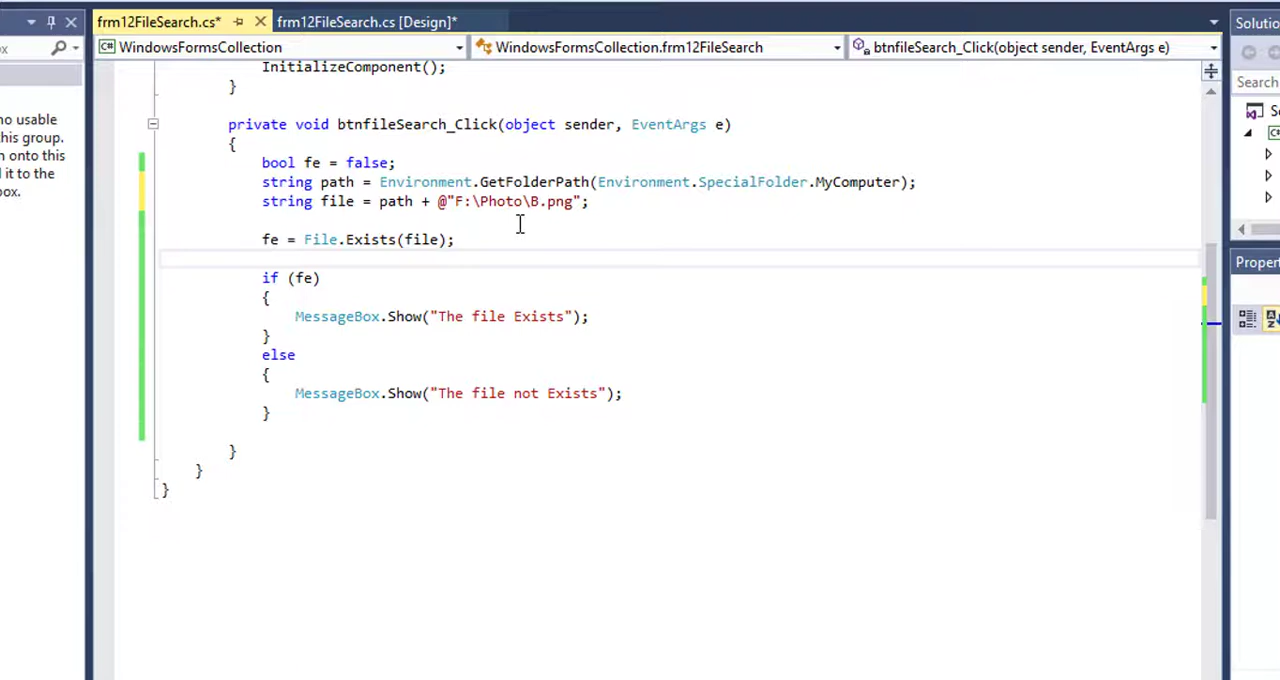 frm12FileSearch.cs*
frm12FileSearch.cs [Design]*
Solutio
WindowsFormsCollection
WindowsFormsCollection.frm12FileSearch
btnfileSearch_Click(object sender, EventArgs e)
Search
no usable
this group.
n onto this
d it to the
box.
InitializeComponent();
}
private void btnfileSearch_Click(object sender, EventArgs e)
{
bool fe = false;
string path = Environment.GetFolderPath(Environment.SpecialFolder.MyComputer);
string file = path + @"F:\Photo\B.png";
fe = File.Exists(file);
if (fe)
{
MessageBox.Show("The file Exists");
}
else
{
MessageBox.Show("The file not Exists");
}
}
}
}
Propert